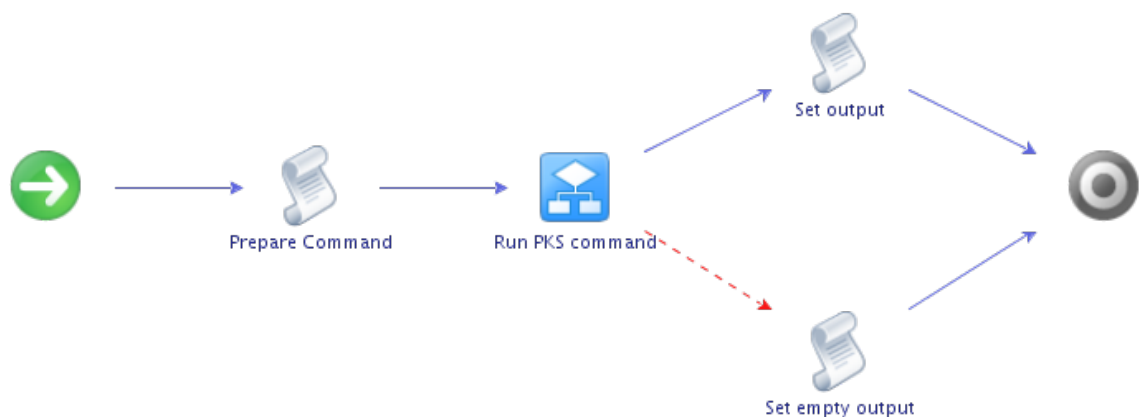 Set output
Prepare Command
Run PKS command
Set empty output